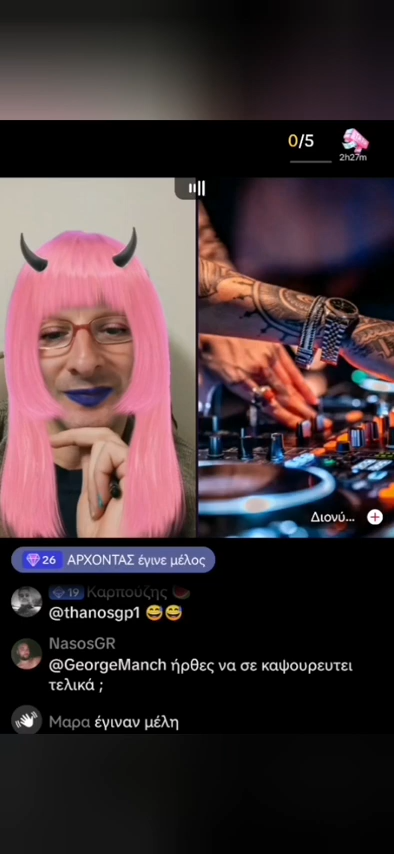 0/5
2h27m
Διονύ...
26 ΑΡΧΟΝΤΑΣ έγινε μέλος
19 Καρπούζης
@thanosgp1 😅😅
NasosGR
@GeorgeManch ήρθες να σε καψουρευτει
τελικά ;
Μαρα έγιναν μέλη